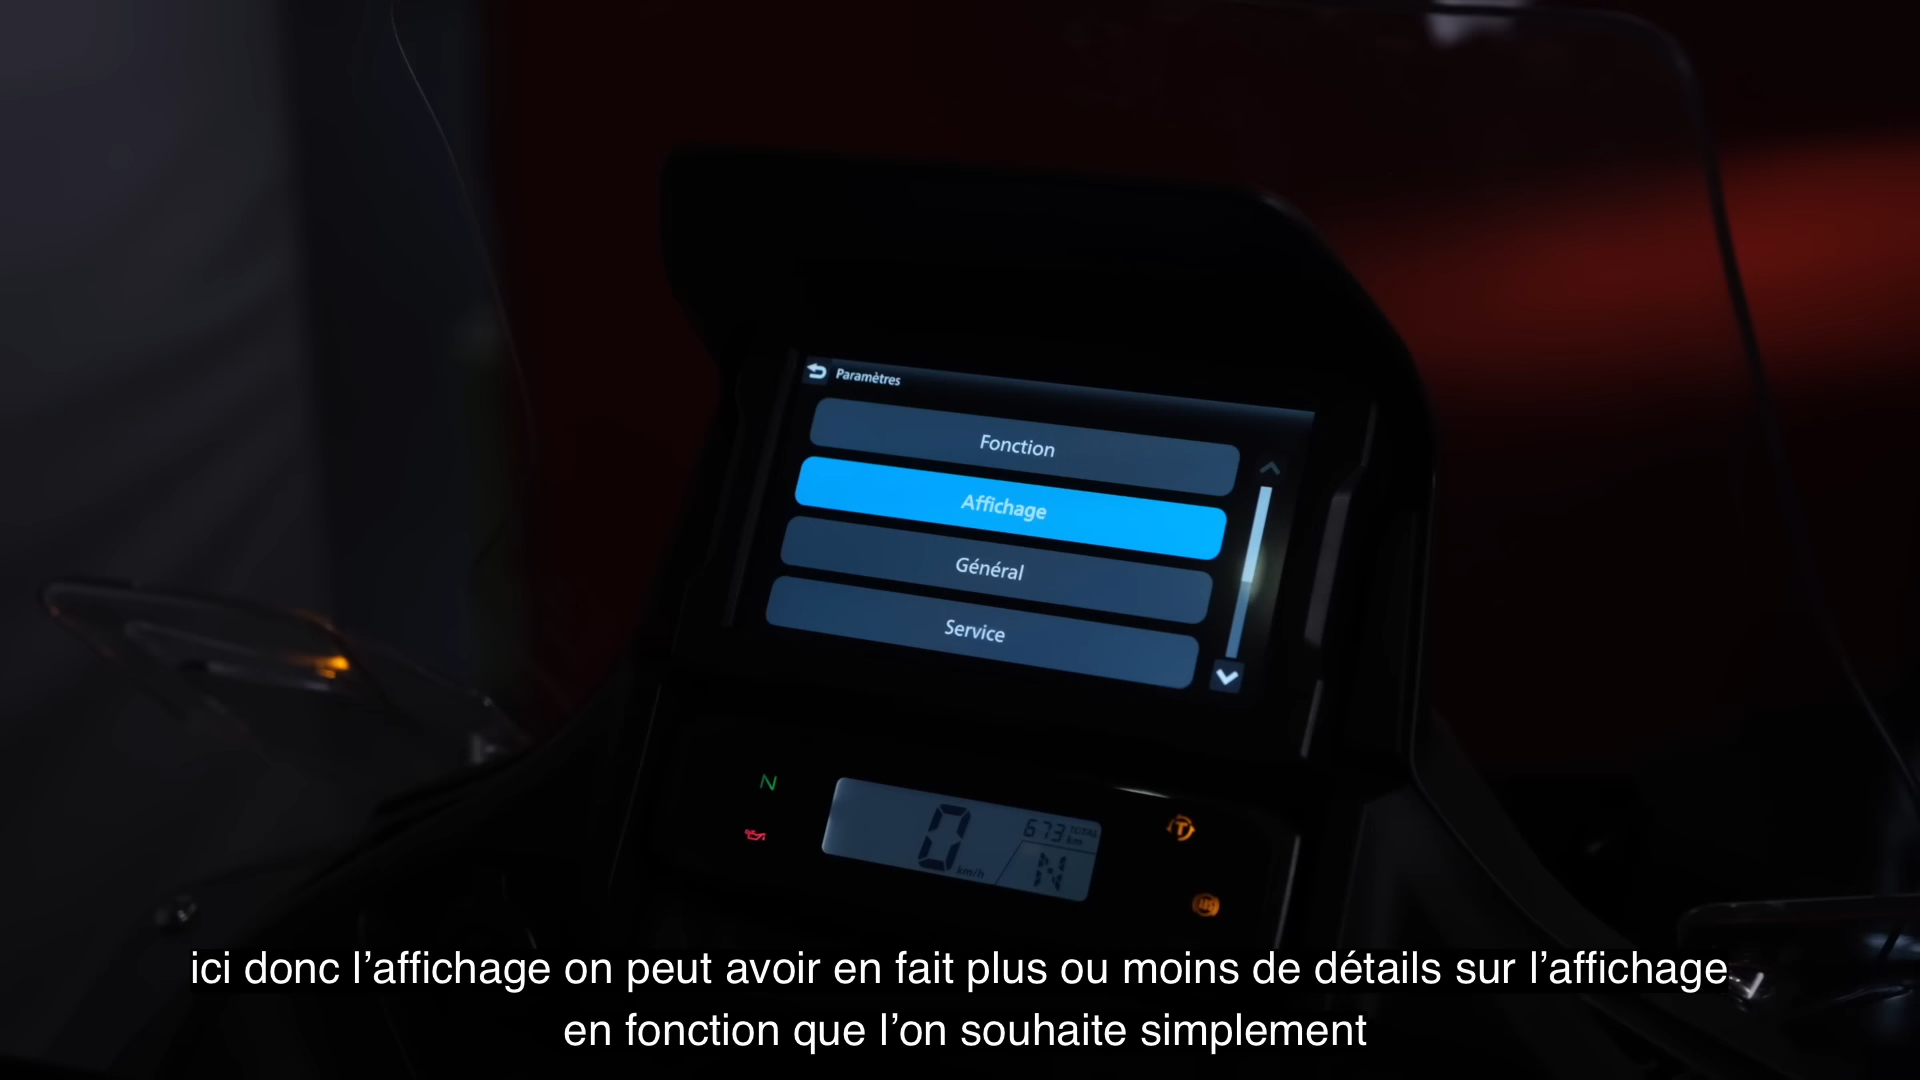 Paramètres
Fonction
Affichage
Général
Service
N
0 km/h
673 TOTAL km
N
T
ABS
ici donc l'affichage on peut avoir en fait plus ou moins de détails sur l'affichage
en fonction que l'on souhaite simplement